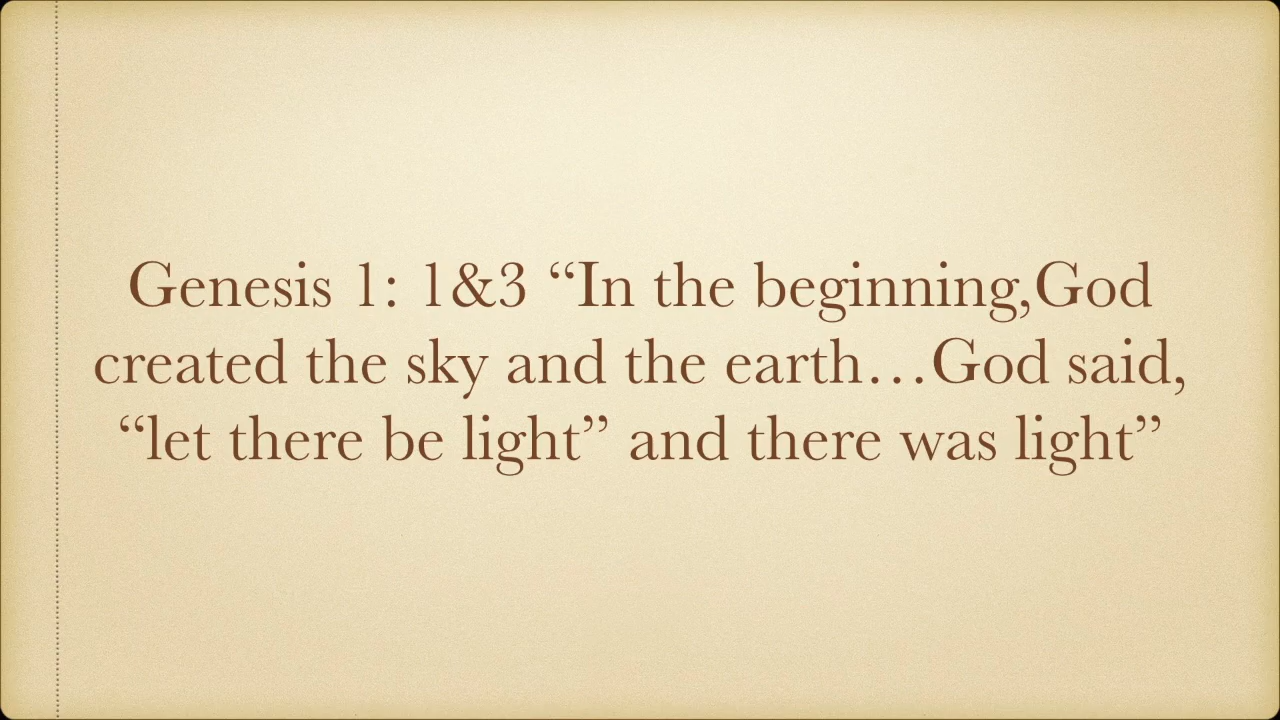 Genesis 1: 1&3 “In the beginning,God
created the sky and the earth…God said,
“let there be light” and there was light”